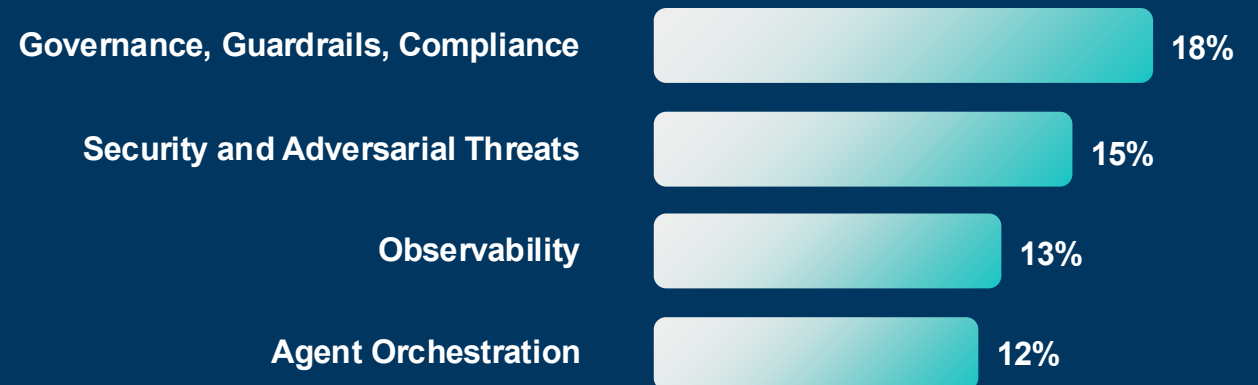 Governance, Guardrails, Compliance 18%
Security and Adversarial Threats 15%
Observability 13%
Agent Orchestration 12%